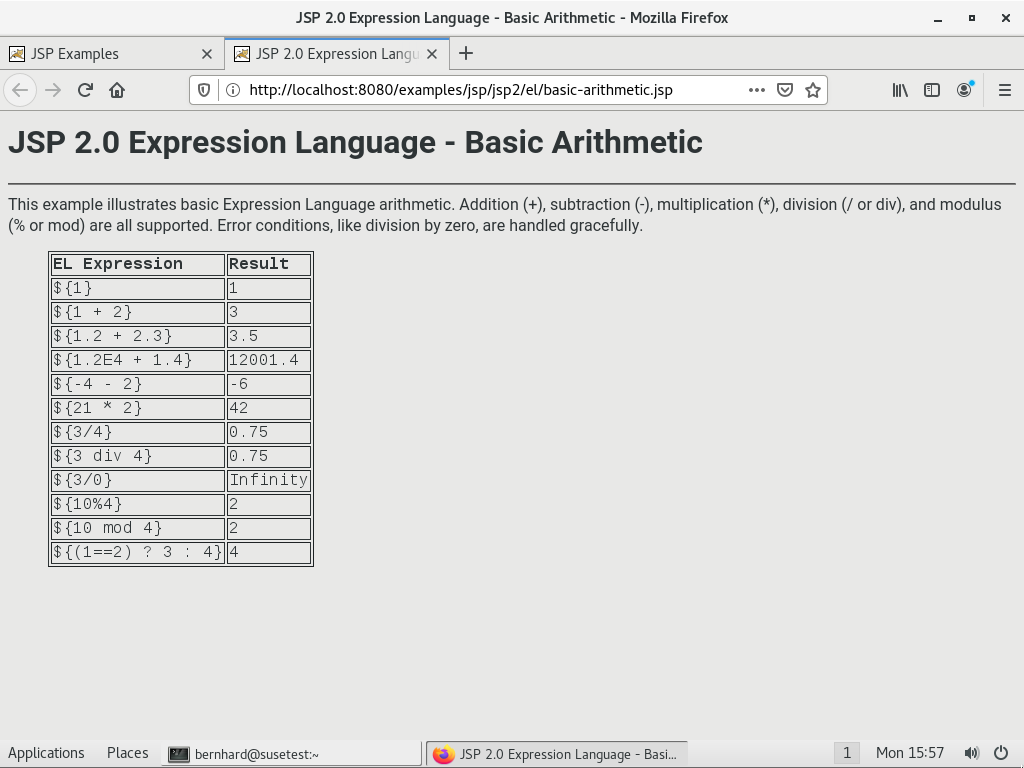 JSP 2.0 Expression Language - Basic Arithmetic - Mozilla Firefox
JSP Examples
JSP 2.0 Expression Langu
http://localhost:8080/examples/jsp/jsp2/el/basic-arithmetic.jsp
JSP 2.0 Expression Language - Basic Arithmetic
This example illustrates basic Expression Language arithmetic. Addition (+), subtraction (-), multiplication (*), division (/ or div), and modulus
(% or mod) are all supported. Error conditions, like division by zero, are handled gracefully.
EL Expression Result
${1} 1
${1 + 2} 3
${1.2 + 2.3} 3.5
${1.2E4 + 1.4} 12001.4
${-4 - 2} -6
${21 * 2} 42
${3/4} 0.75
${3 div 4} 0.75
${3/0} Infinity
${10%4} 2
${10 mod 4} 2
${(1==2) ? 3 : 4} 4
Applications Places bernhard@susetest:~ JSP 2.0 Expression Language - Basi... 1 Mon 15:57